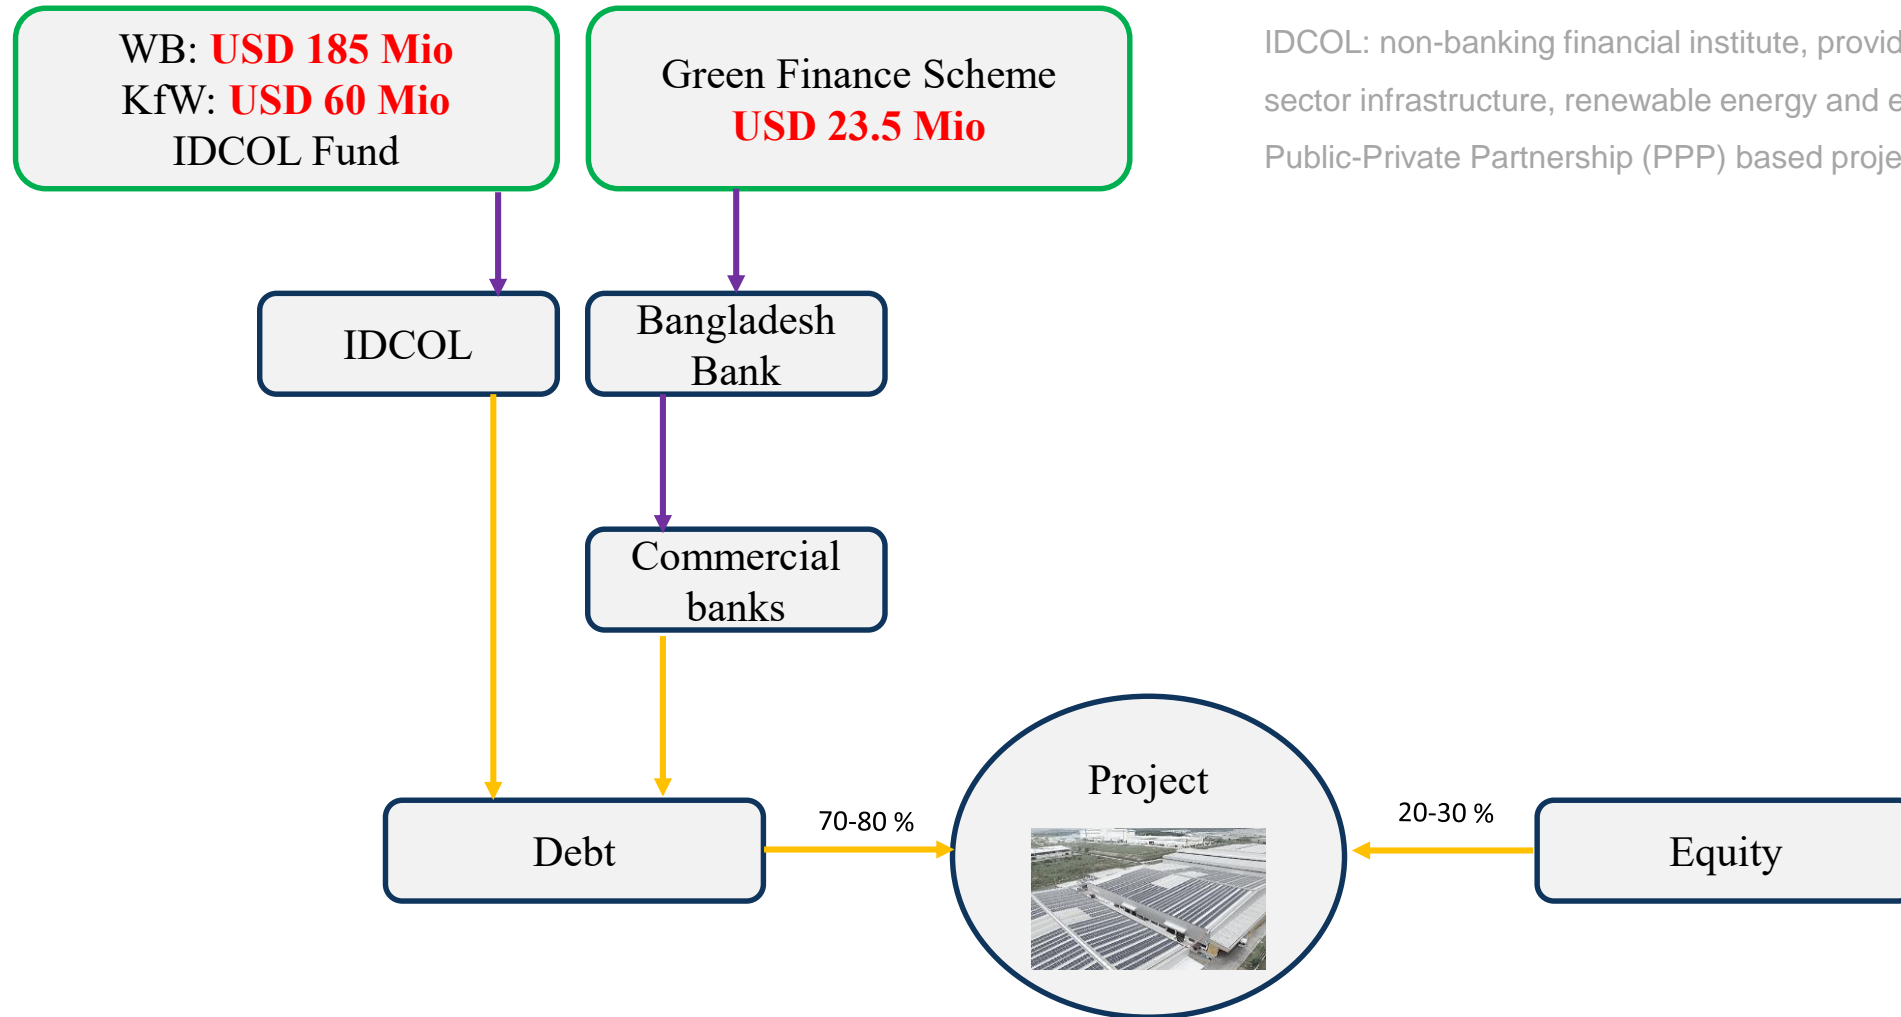 WB: USD 185 Mio
KfW: USD 60 Mio
IDCOL Fund
Green Finance Scheme
USD 23.5 Mio
IDCOL: non-banking financial institute,
sector infrastructure, renewable energy and
Public-Private Partnership (PPP) based
IDCOL
Bangladesh
Bank
Commercial
banks
Project
70-80 %
20-30 %
Debt
Equity